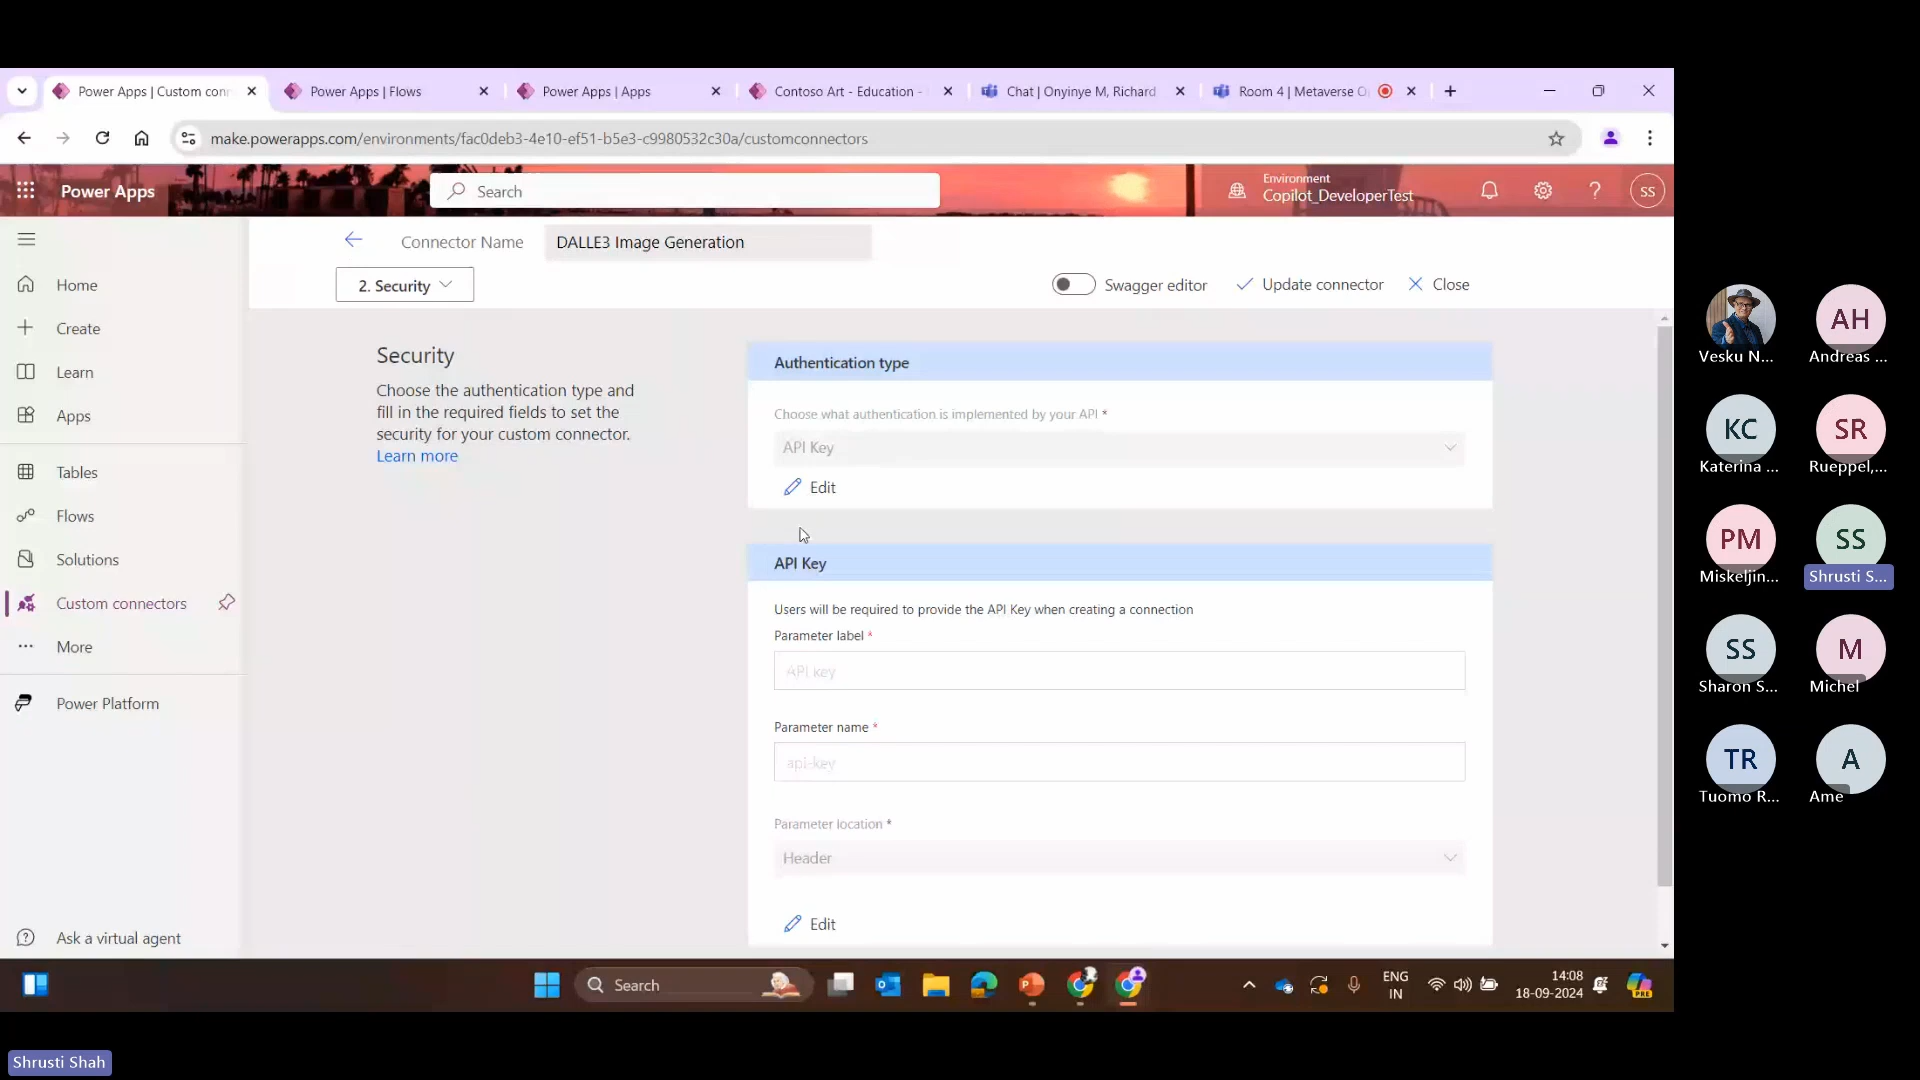 Power Apps | Custom con
Power Apps | Flows
Power Apps | Apps
Contoso Art - Education -
Chat | Onyinye M, Richard
Room 4 | Metaverse O
make.powerapps.com/environments/fac0deb3-4e10-ef51-b5e3-c9980532c30a/customconnectors
Power Apps
Search
Environment
Copilot_DeveloperTest
SS
Connector Name
DALLE3 Image Generation
2. Security
Swagger editor
Update connector
Close
Home
Create
Learn
Apps
Tables
Flows
Solutions
Custom connectors
More
Power Platform
Ask a virtual agent
Security
Choose the authentication type and
fill in the required fields to set the
security for your custom connector.
Learn more
Authentication type
Choose what authentication is implemented by your API *
API Key
Edit
API Key
Users will be required to provide the API Key when creating a connection
Parameter label *
API key
Parameter name *
api-key
Parameter location *
Header
Edit
Search
ENG
IN
14:08
18-09-2024
PRE
Vesku N...
AH
Andreas ...
KC
Katerina ...
SR
Rueppel,...
PM
Miskeljin...
SS
Shrusti S...
SS
Sharon S...
M
Michel
TR
Tuomo R...
A
Ame
Shrusti Shah